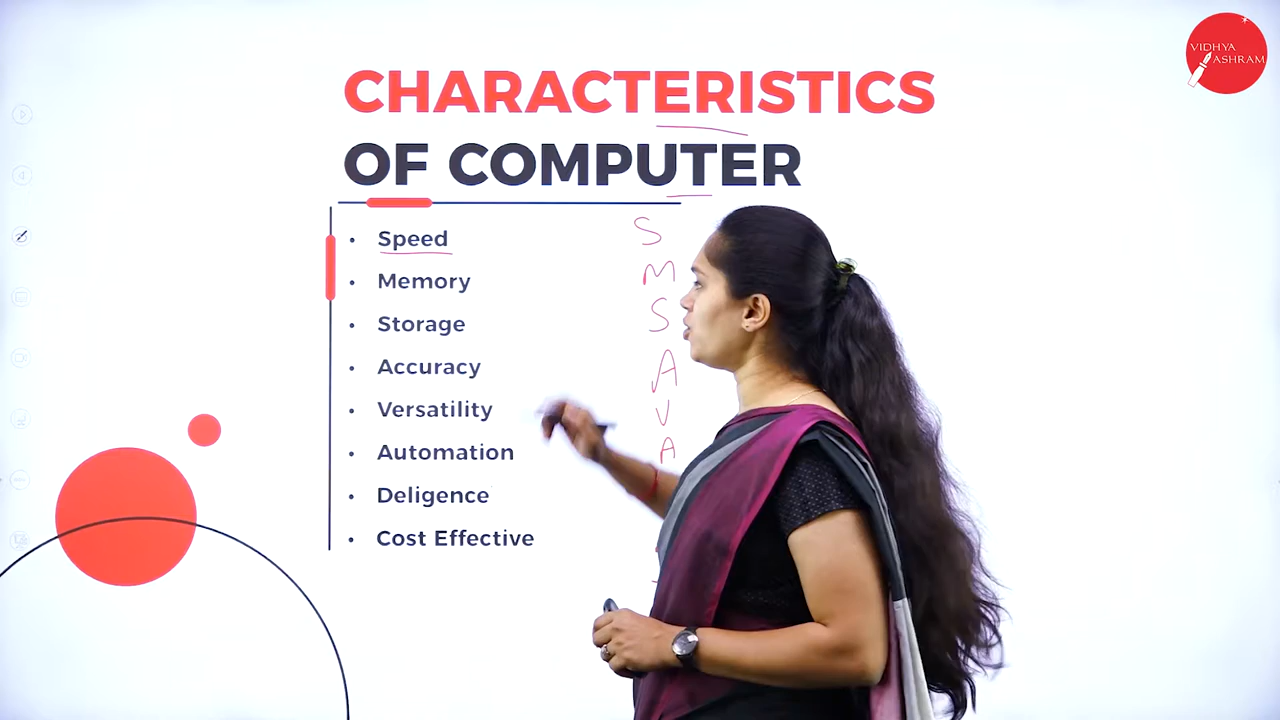 VIDHYA
ASHRAM
CHARACTERISTICS
OF COMPUTER
• Speed
• Memory
• Storage
• Accuracy
• Versatility
• Automation
• Deligence
• Cost Effective
S
M
S
A
V
A